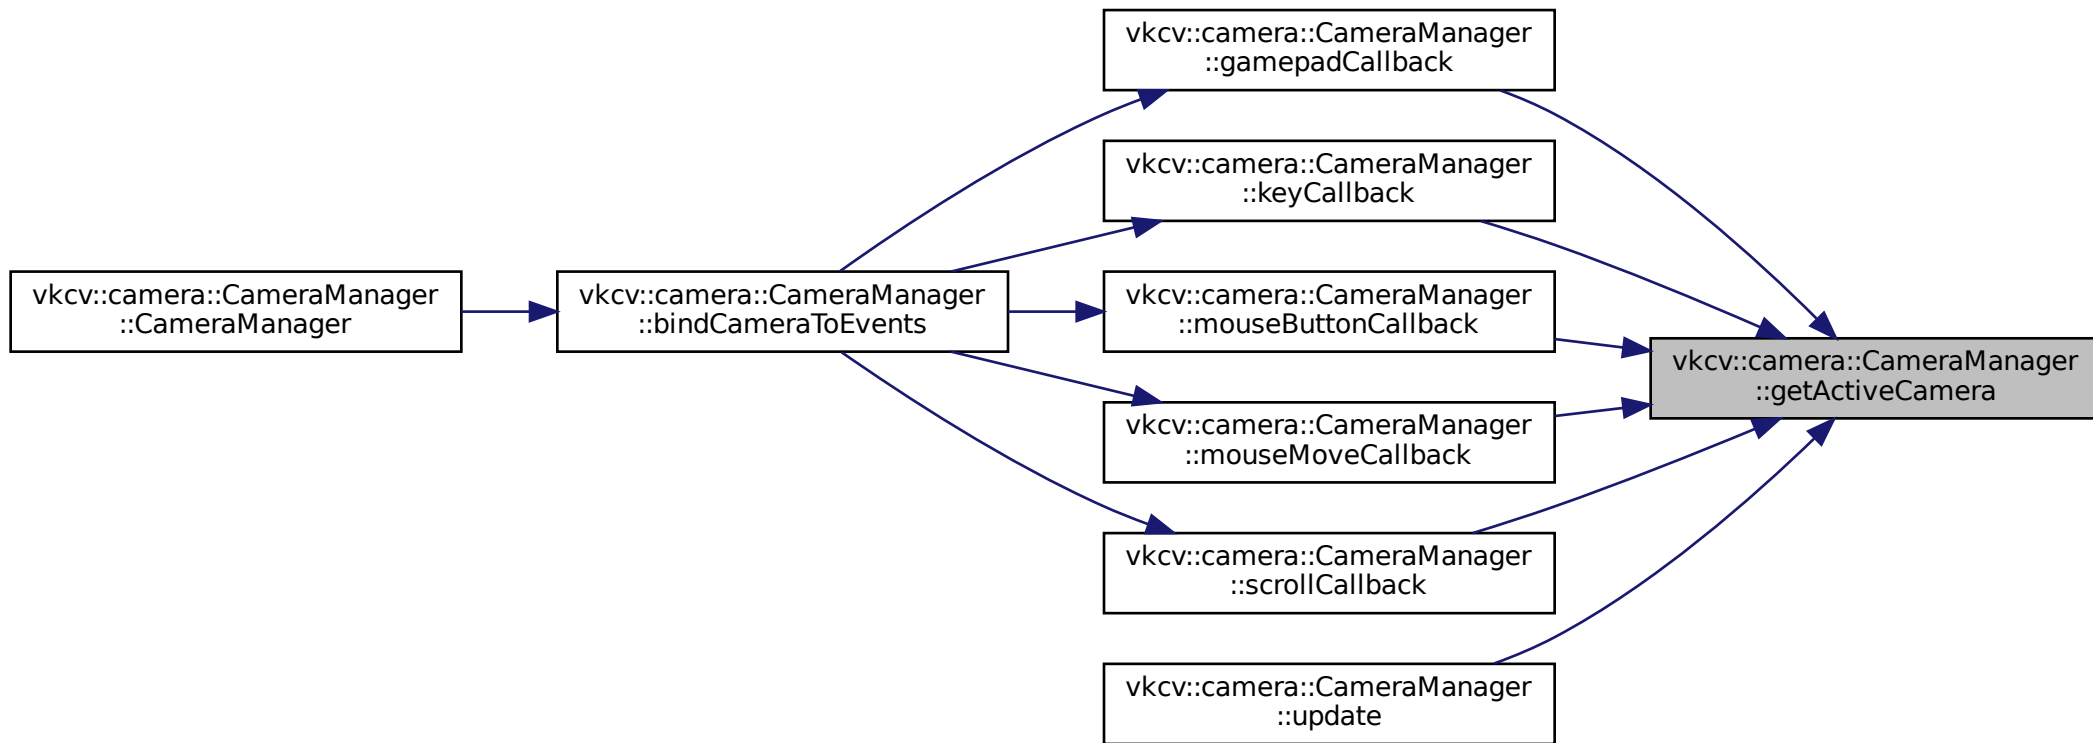 vkcv::camera::CameraManager
::gamepadCallback
vkcv::camera::CameraManager
::keyCallback
vkcv::camera::CameraManager
::CameraManager
vkcv::camera::CameraManager
::bindCameraToEvents
vkcv::camera::CameraManager
::mouseButtonCallback
vkcv::camera::CameraManager
::getActiveCamera
vkcv::camera::CameraManager
::mouseMoveCallback
vkcv::camera::CameraManager
::scrollCallback
vkcv::camera::CameraManager
::update